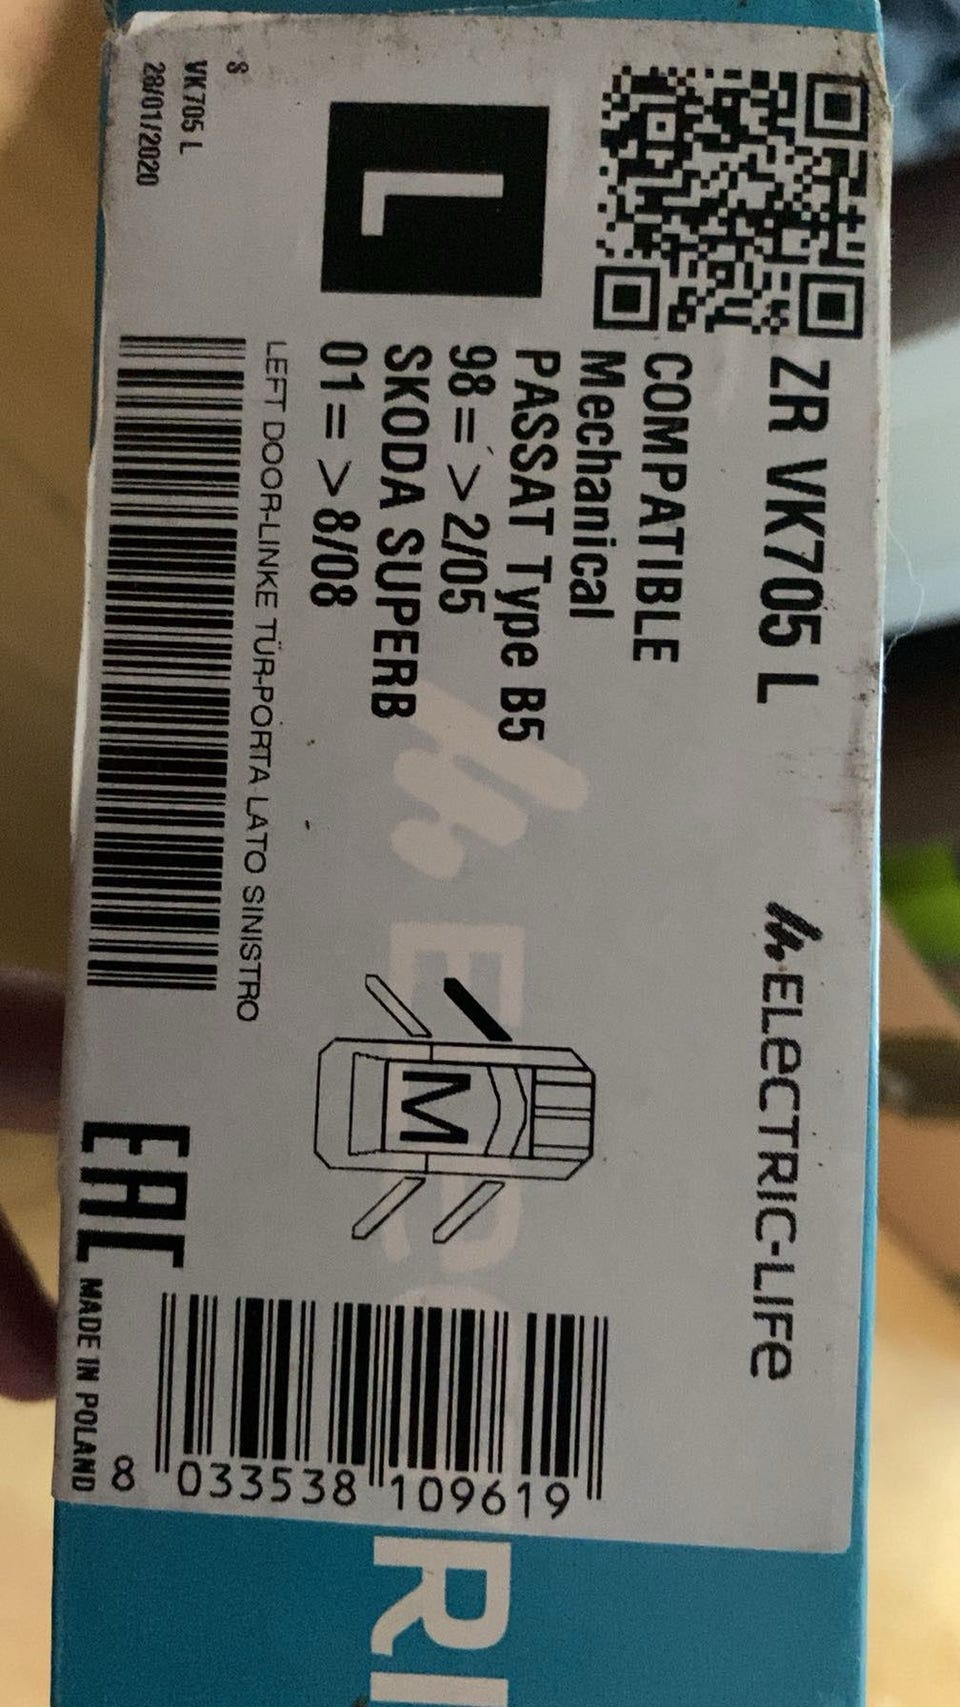 ZR VK705 L
ELECTRIC-LIFE
COMPATIBLE
Mechanical
PASSAT Type B5
98=>2/05
SKODA SUPERB
01=>8/08
L
LEFT DOOR-LINKE TÜR-PORTA LATO SINISTRO
M
8
VK705 L
28/01/2020
EAC
MADE IN POLAND
8 033538 109619
RI